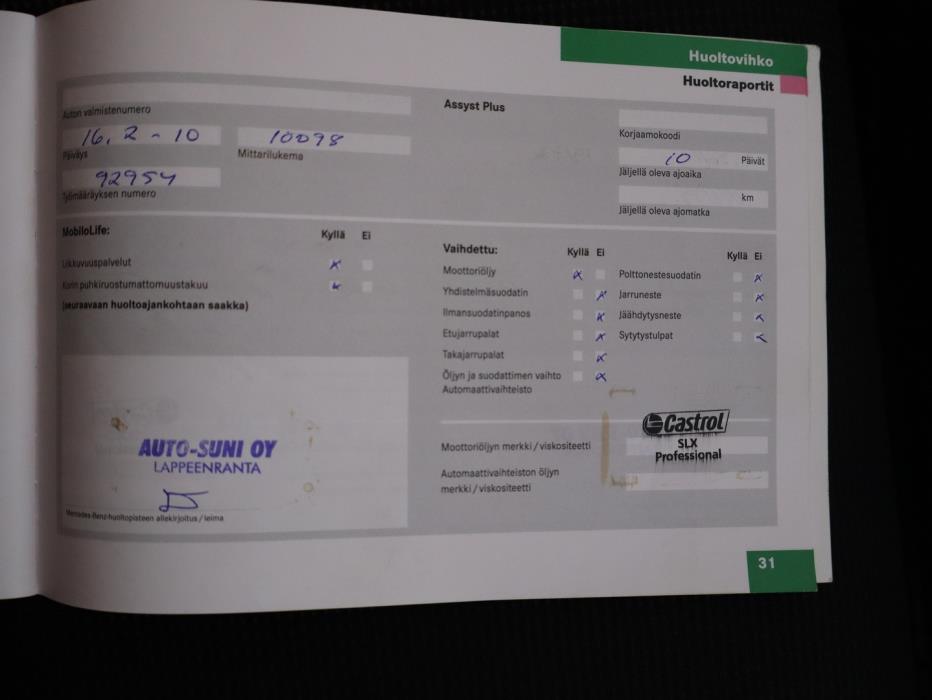 Huoltovihko
Huoltoraportit
Auton valmistenumero
16.2-10
Päiväys
10098
Mittarilukema
92954
Työmääräyksen numero
Assyst Plus
Korjaamokoodi
10 Päivät
Jäljellä oleva ajoaika
km
Jäljellä oleva ajomatka
MobiloLife:
Kyllä Ei
Liikkuvuuspalvelut x
Korin puhkiruostumattomuustakuu x
(seuraavaan huoltoajankohtaan saakka)
Vaihdettu:
Kyllä Ei
Moottoriöljy x
Yhdistelmäsuodatin x
Ilmansuodatinpanos x
Etujarrupalat x
Takajarrupalat x
Öljyn ja suodattimen vaihto x
Automaattivaihteisto
Kyllä Ei
Polttonestesuodatin x
Jarruneste x
Jäähdytysneste x
Sytytystulpat x
AUTO-SUNI OY
LAPPEENRANTA
Mercedes-Benz-huoltopisteen allekirjoitus / leima
Moottoriöljyn merkki / viskositeetti
Castrol
SLX
Professional
Automaattivaihteiston öljyn
merkki / viskositeetti
31